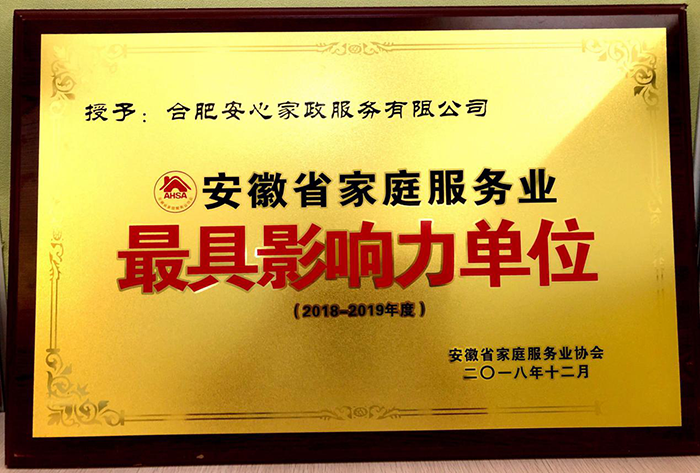 授予：合肥安心家政服务有限公司
AHSA
安徽省家庭服务业
最具影响力单位
（2018-2019年度）
安徽省家庭服务业协会
二〇一八年十二月